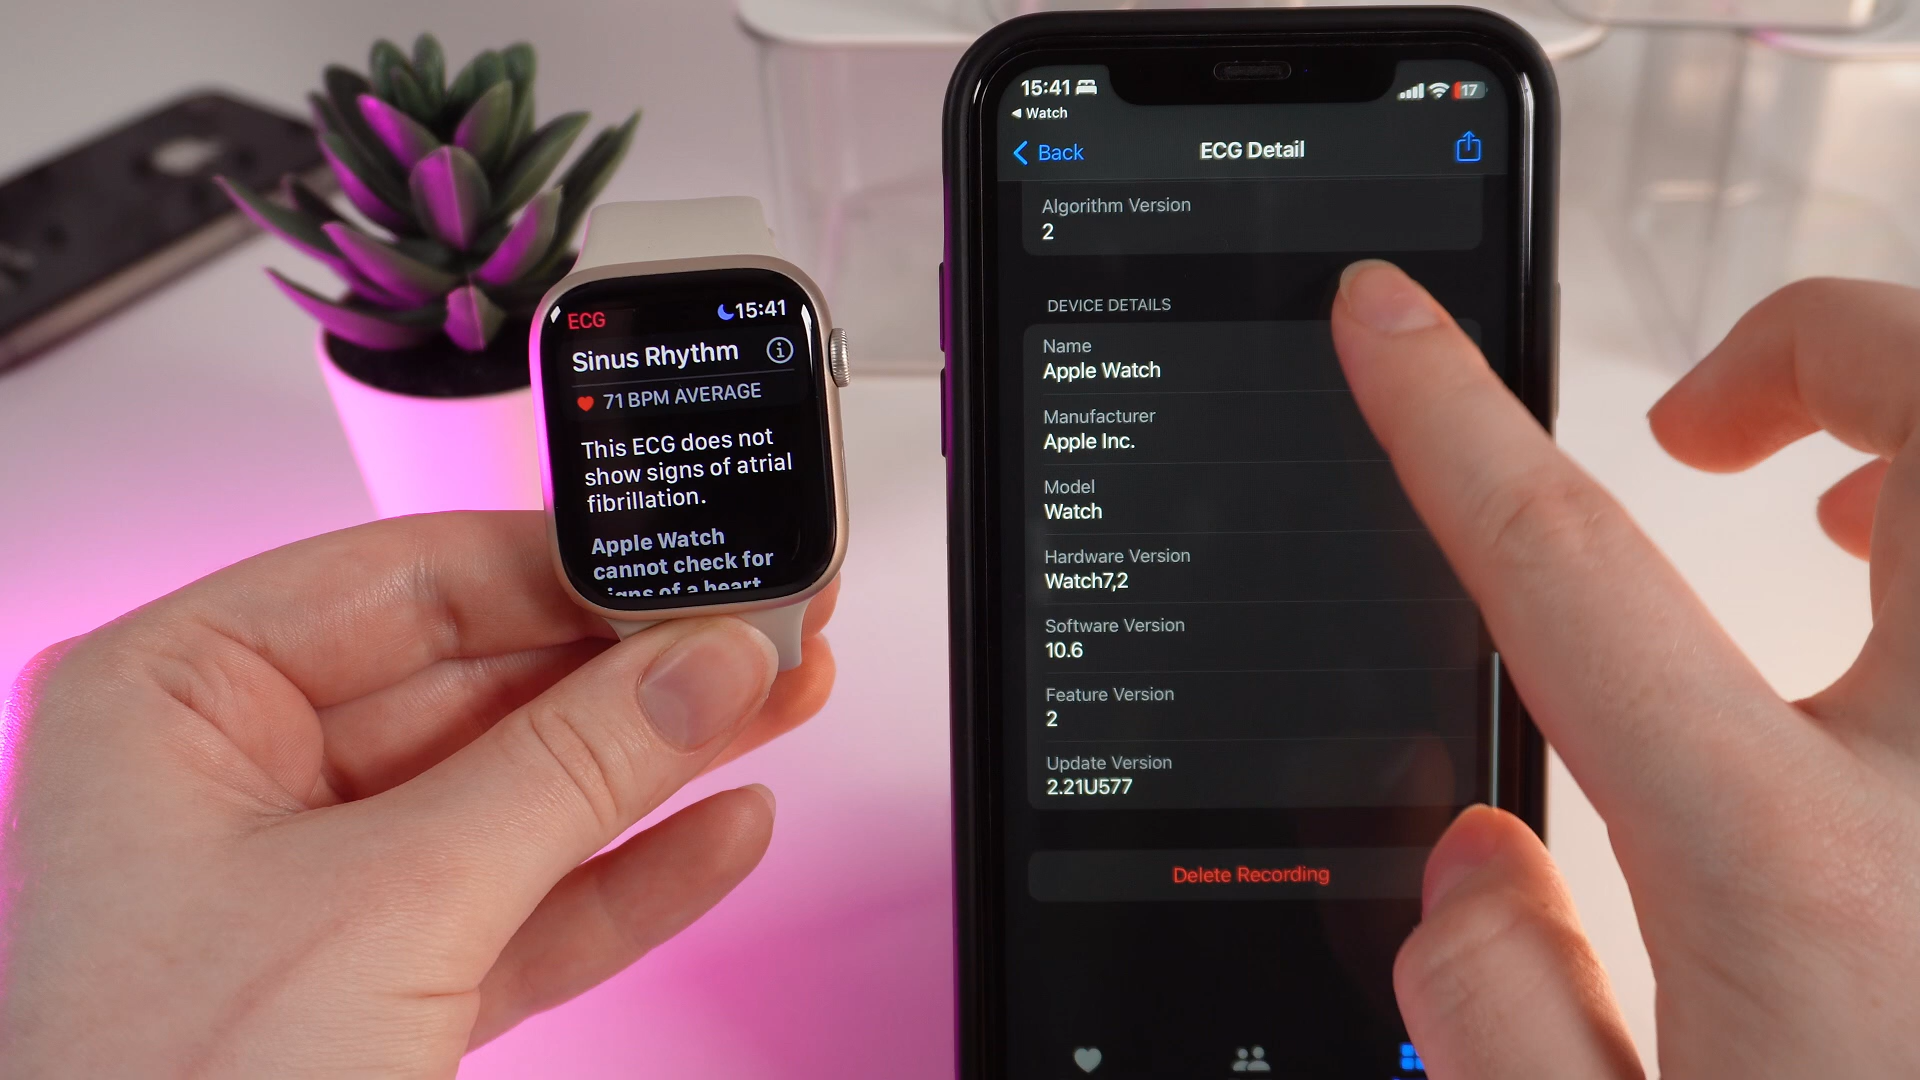 ECG
15:41
Sinus Rhythm
71 BPM AVERAGE
This ECG does not
show signs of atrial
fibrillation.
Apple Watch
cannot check for
signs of a heart
15:41
17
Watch
Back
ECG Detail
Algorithm Version
2
DEVICE DETAILS
Name
Apple Watch
Manufacturer
Apple Inc.
Model
Watch
Hardware Version
Watch7,2
Software Version
10.6
Feature Version
2
Update Version
2.21U577
Delete Recording